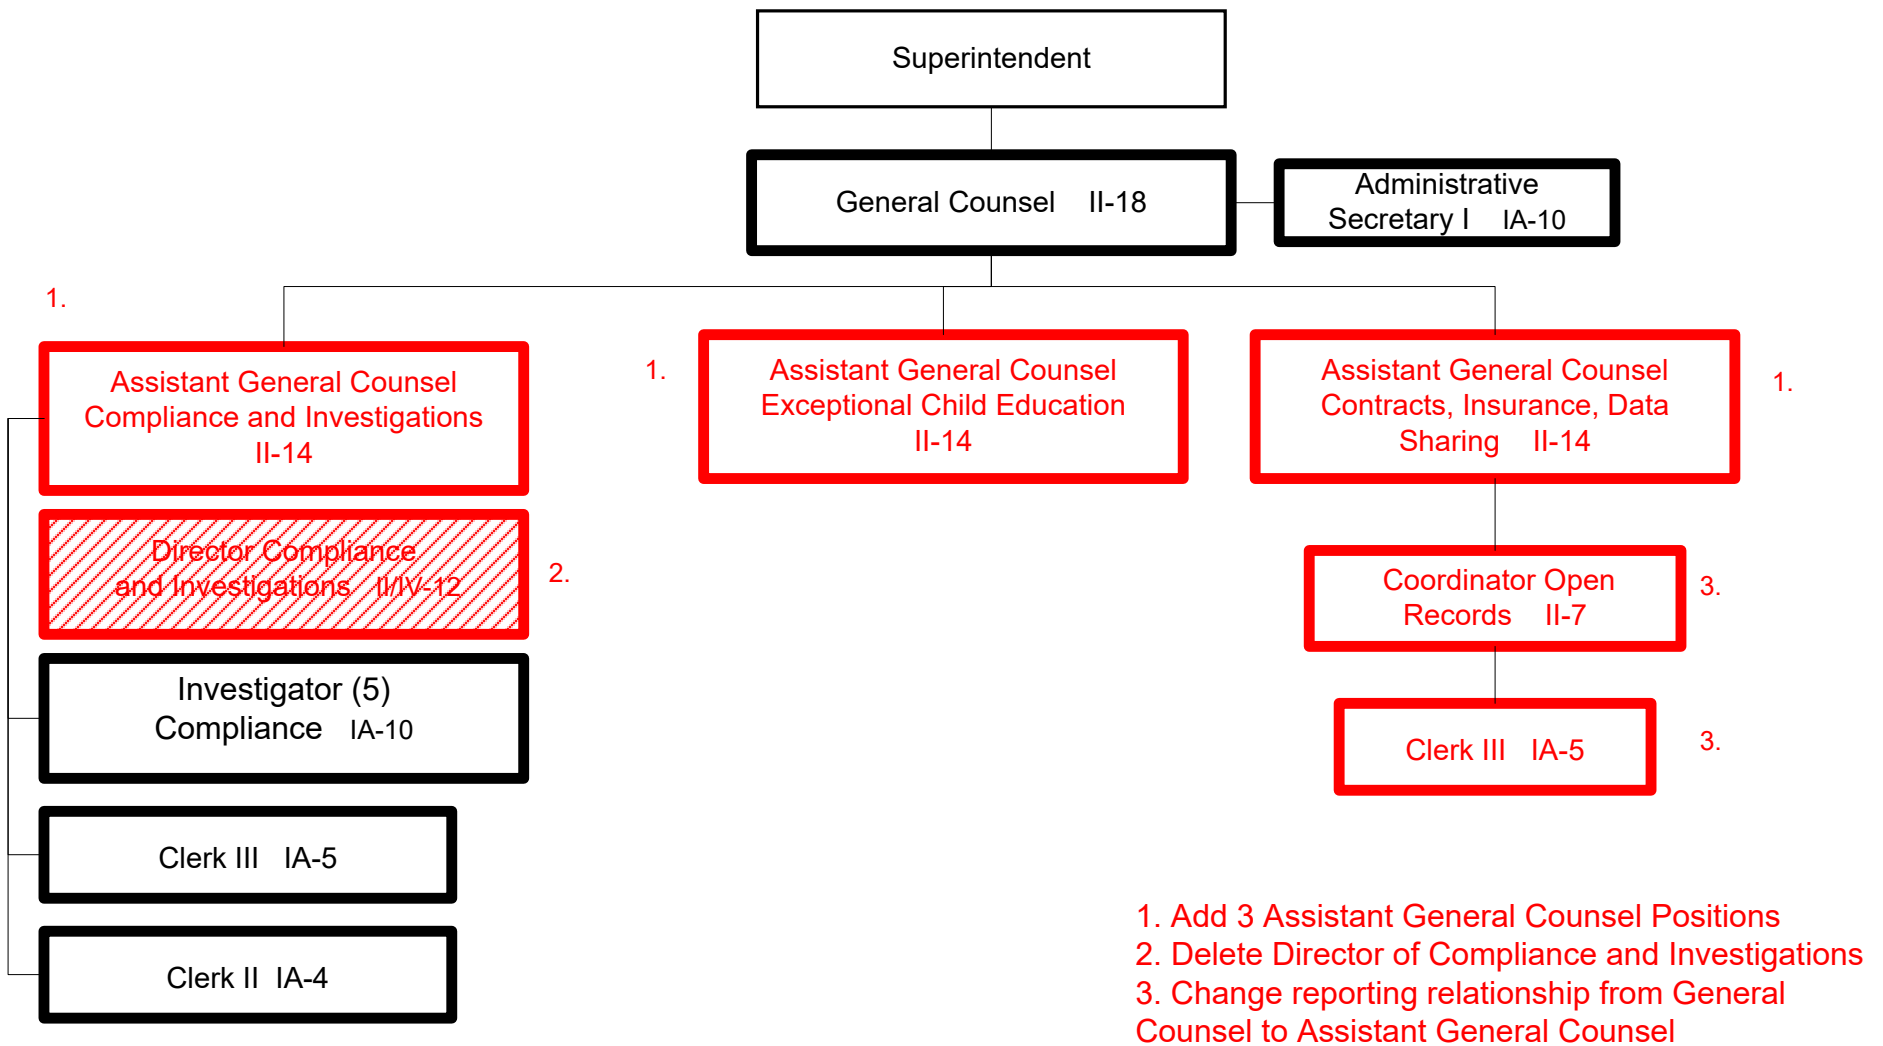 Superintendent
General Counsel II-18
Administrative
Secretary I IA-10
1.
Assistant General Counsel
Compliance and Investigations
II-14
1.
Assistant General Counsel
Exceptional Child Education
II-14
Assistant General Counsel
Contracts, Insurance, Data
Sharing II-14
1.
Director Compliance
and Investigations II/IV-12
2.
Coordinator Open
Records II-7
3.
Investigator (5)
Compliance IA-10
Clerk III IA-5
3.
Clerk III IA-5
Clerk II IA-4
1. Add 3 Assistant General Counsel Positions
2. Delete Director of Compliance and Investigations
3. Change reporting relationship from General
Counsel to Assistant General Counsel